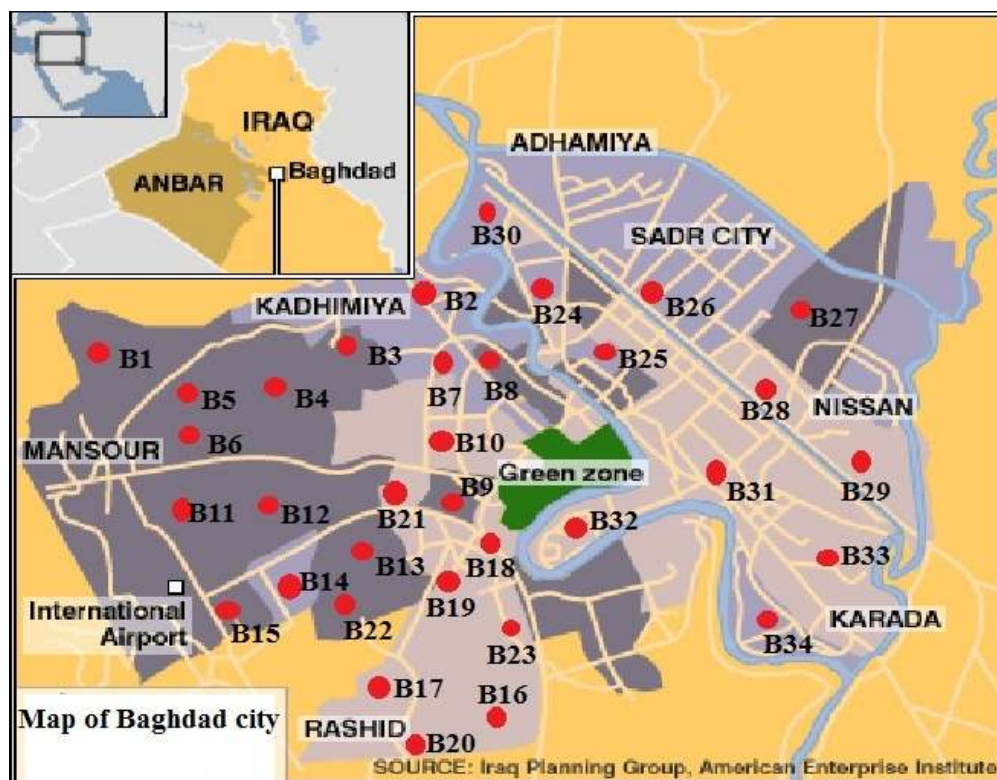 IRAQ
Baghdad
ANBAR
ADHAMIYA
B30
SADR CITY
KADHIMIYA
B2
B24
B26
B27
B1
B3
B25
B7
B8
B5
B4
B28
NISSAN
B6
B10
MANSOUR
Green zone
B29
B31
B9
B21
B11
B12
B32
B13
B18
B33
B14
B19
International
Airport
B15
B22
KARADA
B23
B34
B17
B16
Map of Baghdad city
RASHID
B20
SOURCE: Iraq Planning Group, American Enterprise Institute